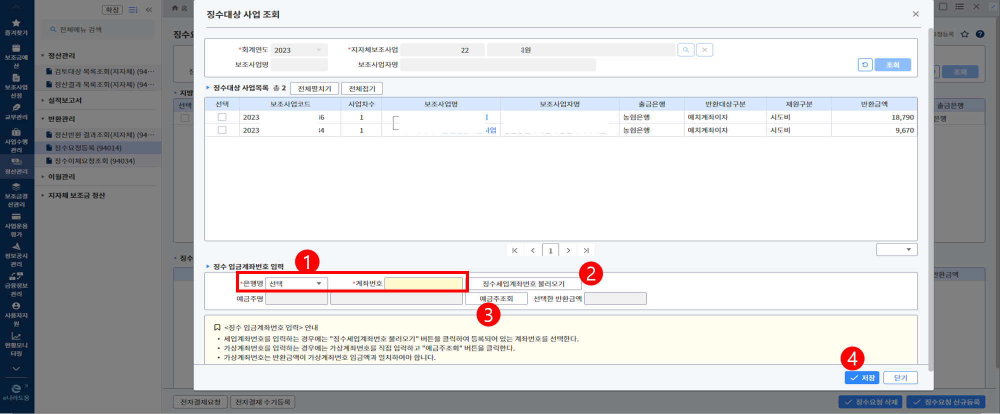 즐겨찾기
보조금예
산
보조사업
선정
교부관리
사업수행
관리
정산관리
보조금결
산관리
사업운용
평가
정보공시
관리
금융정보
관리
사용자지
원
현황모니
터링
e나라도움
확장
전체메뉴 검색
정산관리
검토대상 목록조회(지자체) (94···
정산결과 목록조회(지자체) (94···
실적보고서
반환관리
정산반환 결과조회(지자체) (94···
징수요청등록 (94014)
징수이체요청조회 (94034)
이월관리
지자체 보조금 정산
홈
지방
선택
징수
요청등록
조회
출금은행
은행
반환금액
징수대상 사업 조회
*회계연도 2023 *지자체보조사업 22 지원
보조사업명 보조사업자명 조회
징수대상 사업목록 총 2 전체펼치기 전체접기
선택 보조사업코드 사업차수 보조사업명 보조사업자명 출금은행 반환대상구분 재원구분 반환금액
2023 46 1 농협은행 예치계좌이자 시도비 18,790
2023 34 1 사업 농협은행 예치계좌이자 시도비 9,670
1
징수 입금계좌번호 입력 1 2
*은행명 선택 *계좌번호 징수세입계좌번호 불러오기
예금주명 예금주조회 선택한 반환금액
3
<징수 입금계좌번호 입력> 안내
• 세입계좌번호를 입력하는 경우에는 "징수세입계좌번호 불러오기" 버튼을 클릭하여 등록되어 있는 계좌번호를 선택한다.
• 가상계좌번호를 입력하는 경우에는 가상계좌번호를 직접 입력하고 "예금주조회" 버튼을 클릭한다.
• 가상계좌번호는 반환금액이 가상계좌번호 입금액과 일치하여야 합니다.
4
저장 닫기
전자결재요청 전자결재 수기등록 징수요청 삭제 징수요청 신규등록